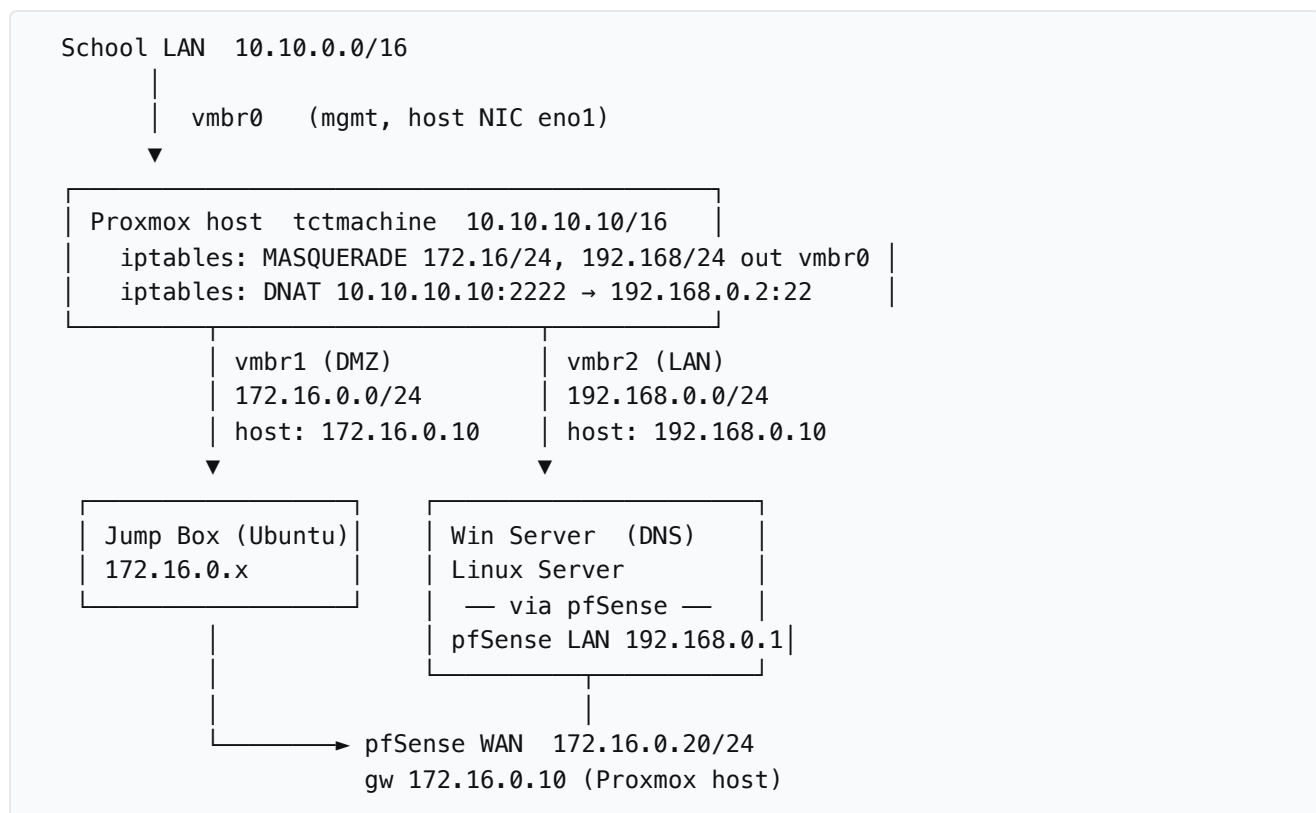 School LAN 10.10.0.0/16
vmbr0 (mgmt, host NIC eno1)
Proxmox host tctmachine 10.10.10.10/16
iptables: MASQUERADE 172.16/24, 192.168/24 out vmbr0
iptables: DNAT 10.10.10.10:2222 → 192.168.0.2:22
vmbr1 (DMZ) vmbr2 (LAN)
172.16.0.0/24 192.168.0.0/24
host: 172.16.0.10 host: 192.168.0.10
Jump Box (Ubuntu) Win Server (DNS)
172.16.0.x Linux Server
—— via pfSense ——
pfSense LAN 192.168.0.1
pfSense WAN 172.16.0.20/24
gw 172.16.0.10 (Proxmox host)